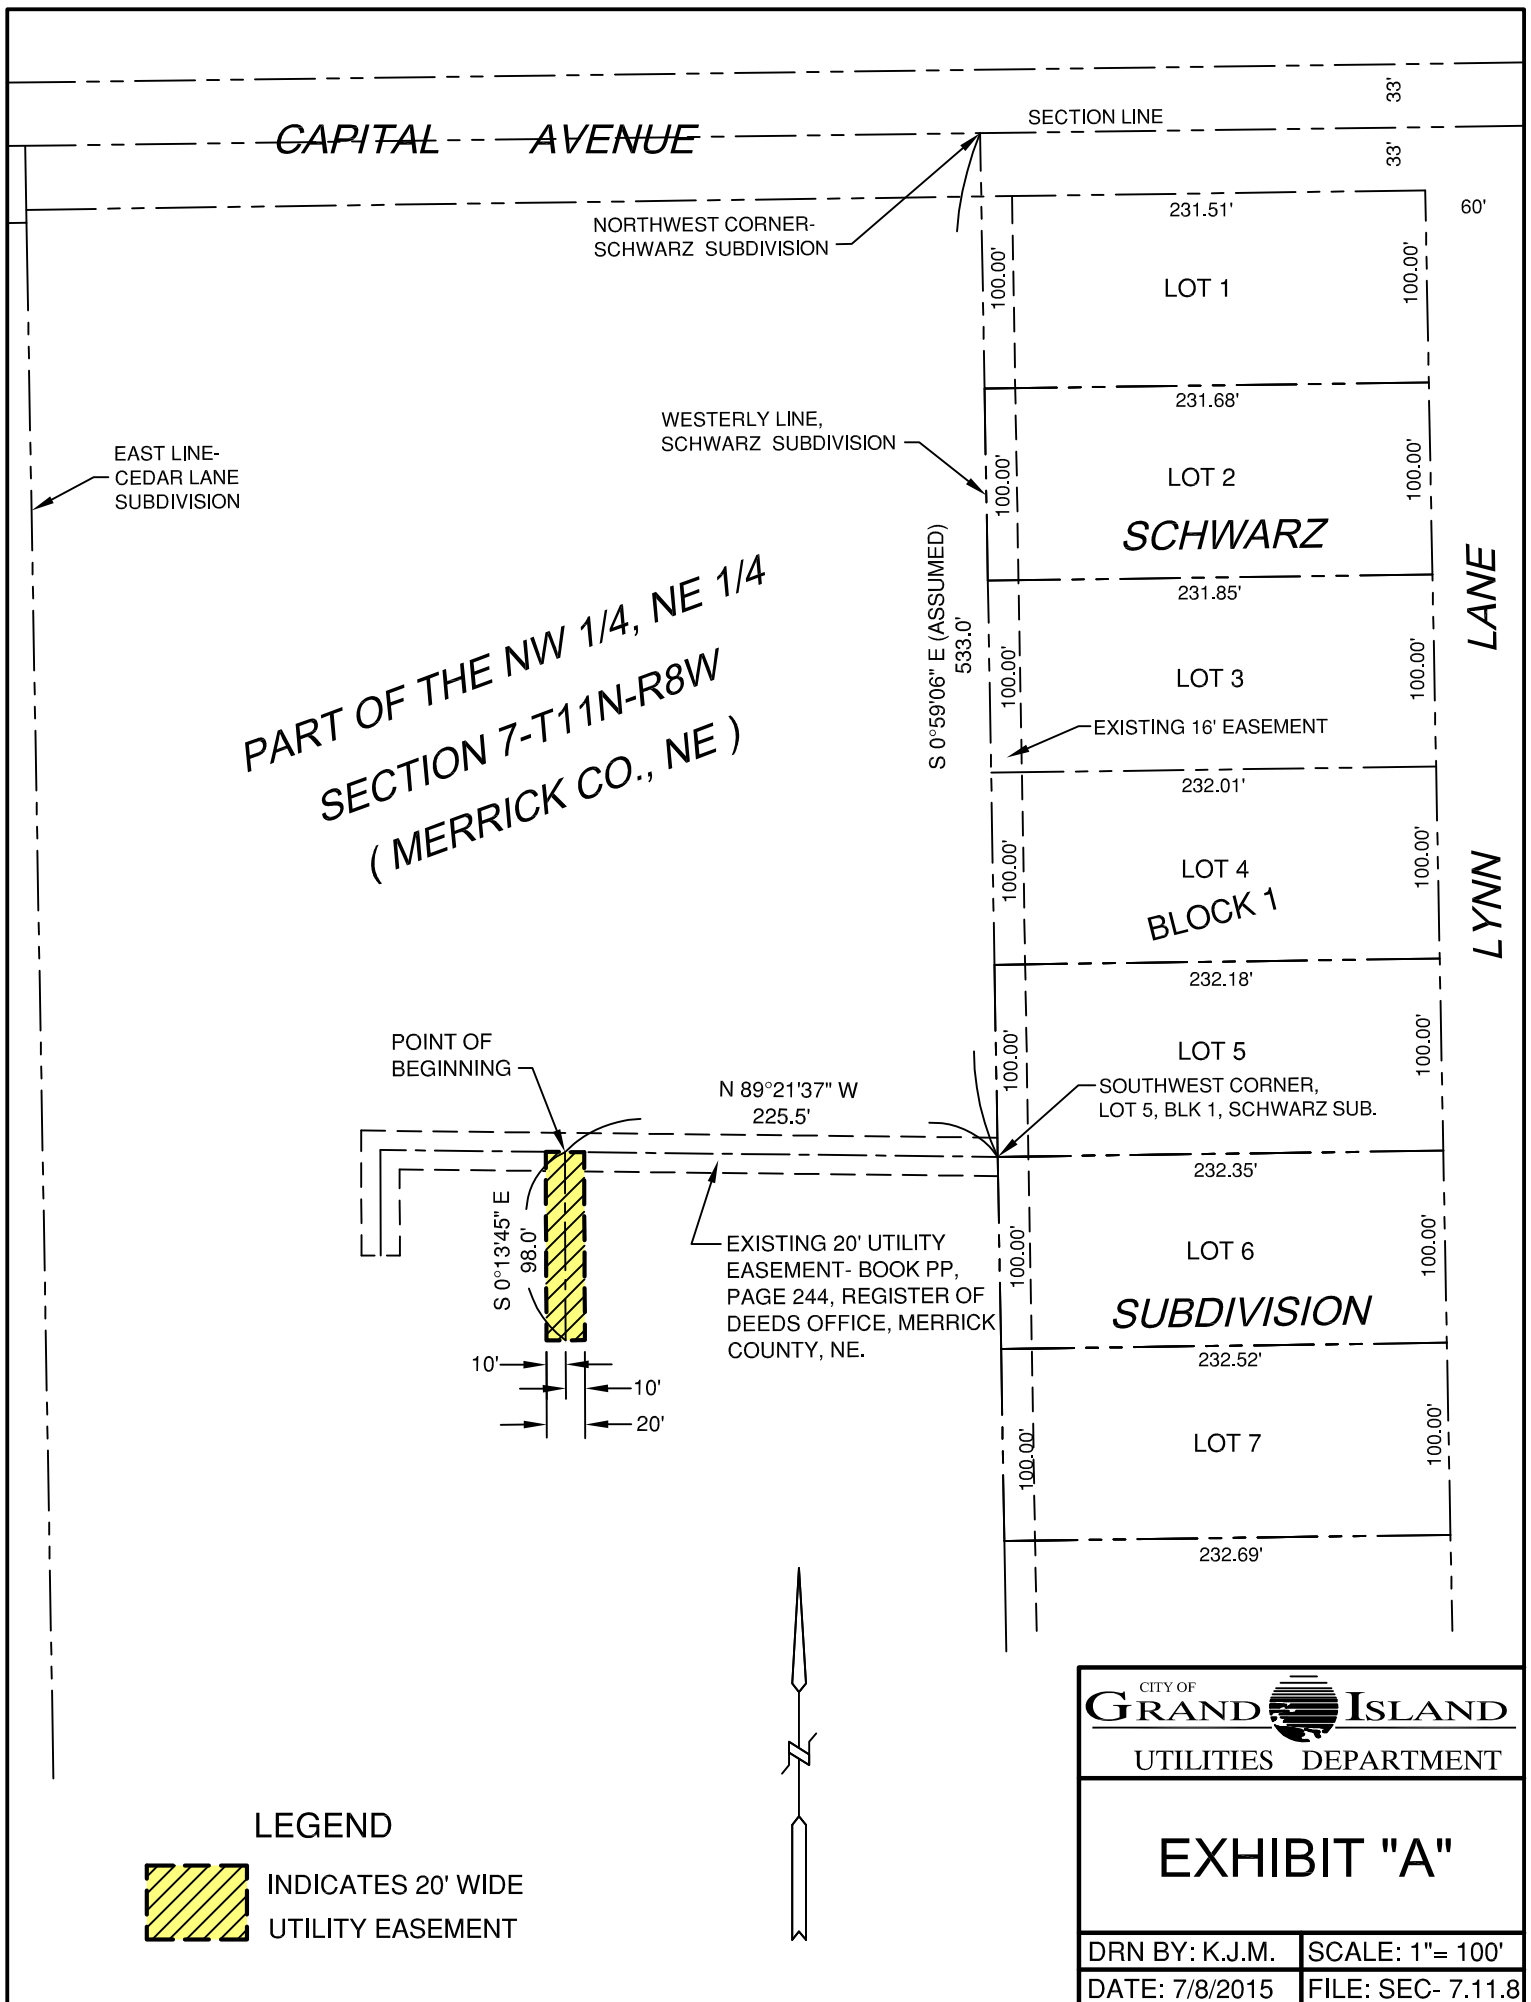 33'
SECTION LINE
CAPITAL AVENUE
33'
NORTHWEST CORNER-
SCHWARZ SUBDIVISION
231.51'
60'
100.00'
LOT 1
100.00'
231.68'
WESTERLY LINE,
SCHWARZ SUBDIVISION
EAST LINE-
CEDAR LANE
SUBDIVISION
100.00'
LOT 2
100.00'
SCHWARZ
231.85'
LANE
S 0°59'06" E (ASSUMED)
533.0'
PART OF THE NW 1/4, NE 1/4
SECTION 7-T11N-R8W
( MERRICK CO., NE )
100.00'
LOT 3
100.00'
EXISTING 16' EASEMENT
232.01'
100.00'
LOT 4
100.00'
BLOCK 1
LYNN
232.18'
POINT OF
BEGINNING
100.00'
LOT 5
100.00'
N 89°21'37" W
225.5'
SOUTHWEST CORNER,
LOT 5, BLK 1, SCHWARZ SUB.
232.35'
S 0°13'45" E
98.0'
EXISTING 20' UTILITY
EASEMENT- BOOK PP,
PAGE 244, REGISTER OF
DEEDS OFFICE, MERRICK
COUNTY, NE.
100.00'
LOT 6
100.00'
SUBDIVISION
232.52'
10'
10'
20'
100.00'
LOT 7
100.00'
232.69'
CITY OF
GRAND ISLAND
UTILITIES DEPARTMENT
LEGEND
INDICATES 20' WIDE
UTILITY EASEMENT
EXHIBIT "A"
DRN BY: K.J.M.
SCALE: 1"= 100'
DATE: 7/8/2015
FILE: SEC- 7.11.8